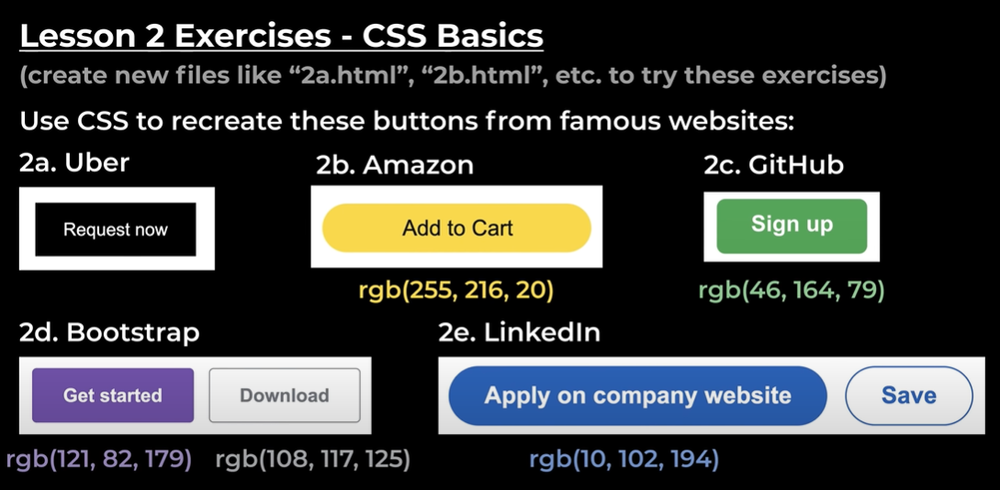 Lesson 2 Exercises - CSS Basics
(create new files like “2a.html”, “2b.html”, etc. to try these exercises)
Use CSS to recreate these buttons from famous websites:
2a. Uber
Request now
2b. Amazon
Add to Cart
rgb(255, 216, 20)
2c. GitHub
Sign up
rgb(46, 164, 79)
2d. Bootstrap
Get started
Download
rgb(121, 82, 179)
rgb(108, 117, 125)
2e. LinkedIn
Apply on company website
Save
rgb(10, 102, 194)